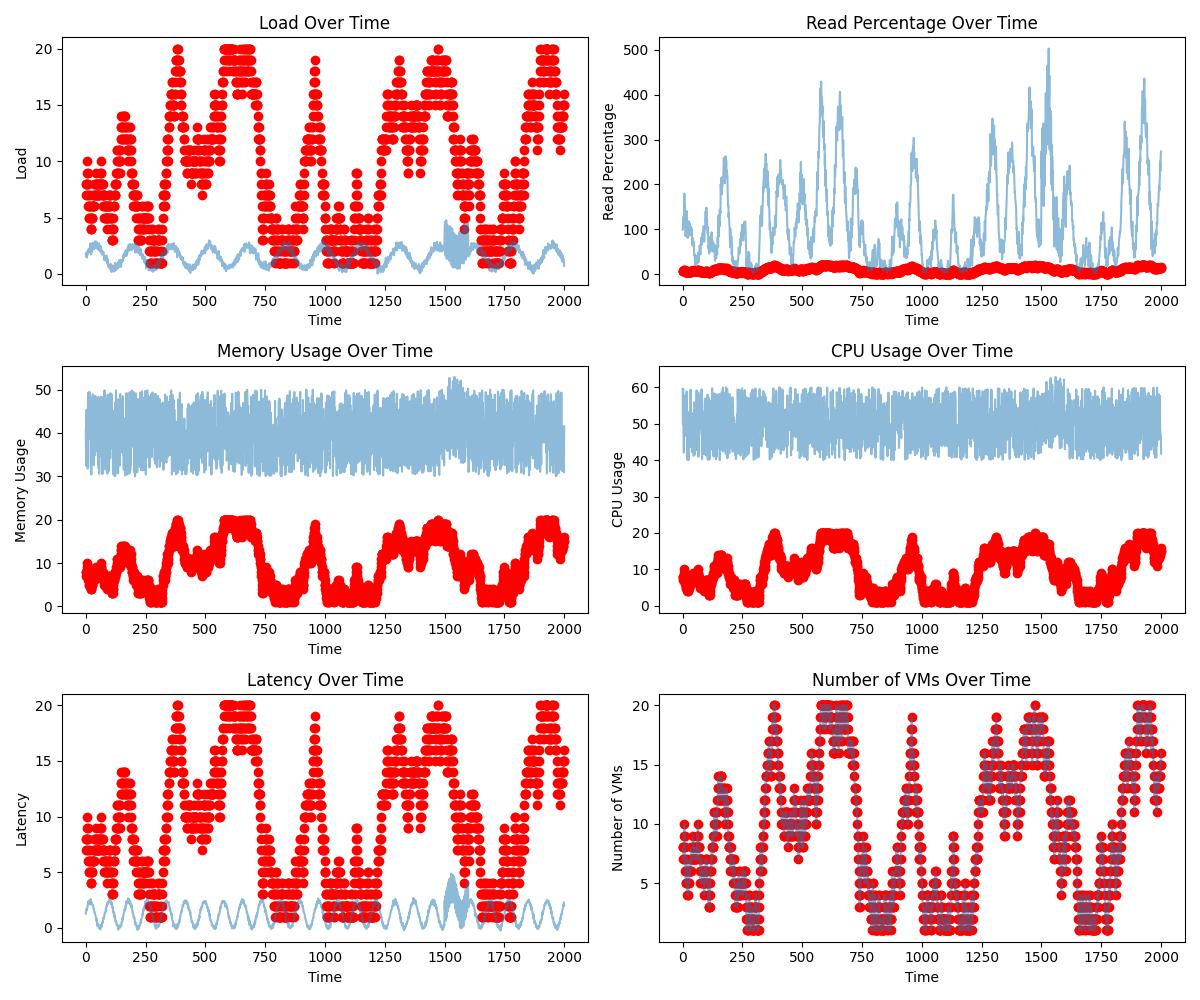 Load Over Time
Load
20
15
10
5
0
0 250 500 750 1000 1250 1500 1750 2000
Time
Read Percentage Over Time
Read Percentage
500
400
300
200
100
0
0 250 500 750 1000 1250 1500 1750 2000
Time
Memory Usage Over Time
Memory Usage
50
40
30
20
10
0
0 250 500 750 1000 1250 1500 1750 2000
Time
CPU Usage Over Time
CPU Usage
60
50
40
30
20
10
0
0 250 500 750 1000 1250 1500 1750 2000
Time
Latency Over Time
Latency
20
15
10
5
0
0 250 500 750 1000 1250 1500 1750 2000
Time
Number of VMs Over Time
Number of VMs
20
15
10
5
0 250 500 750 1000 1250 1500 1750 2000
Time